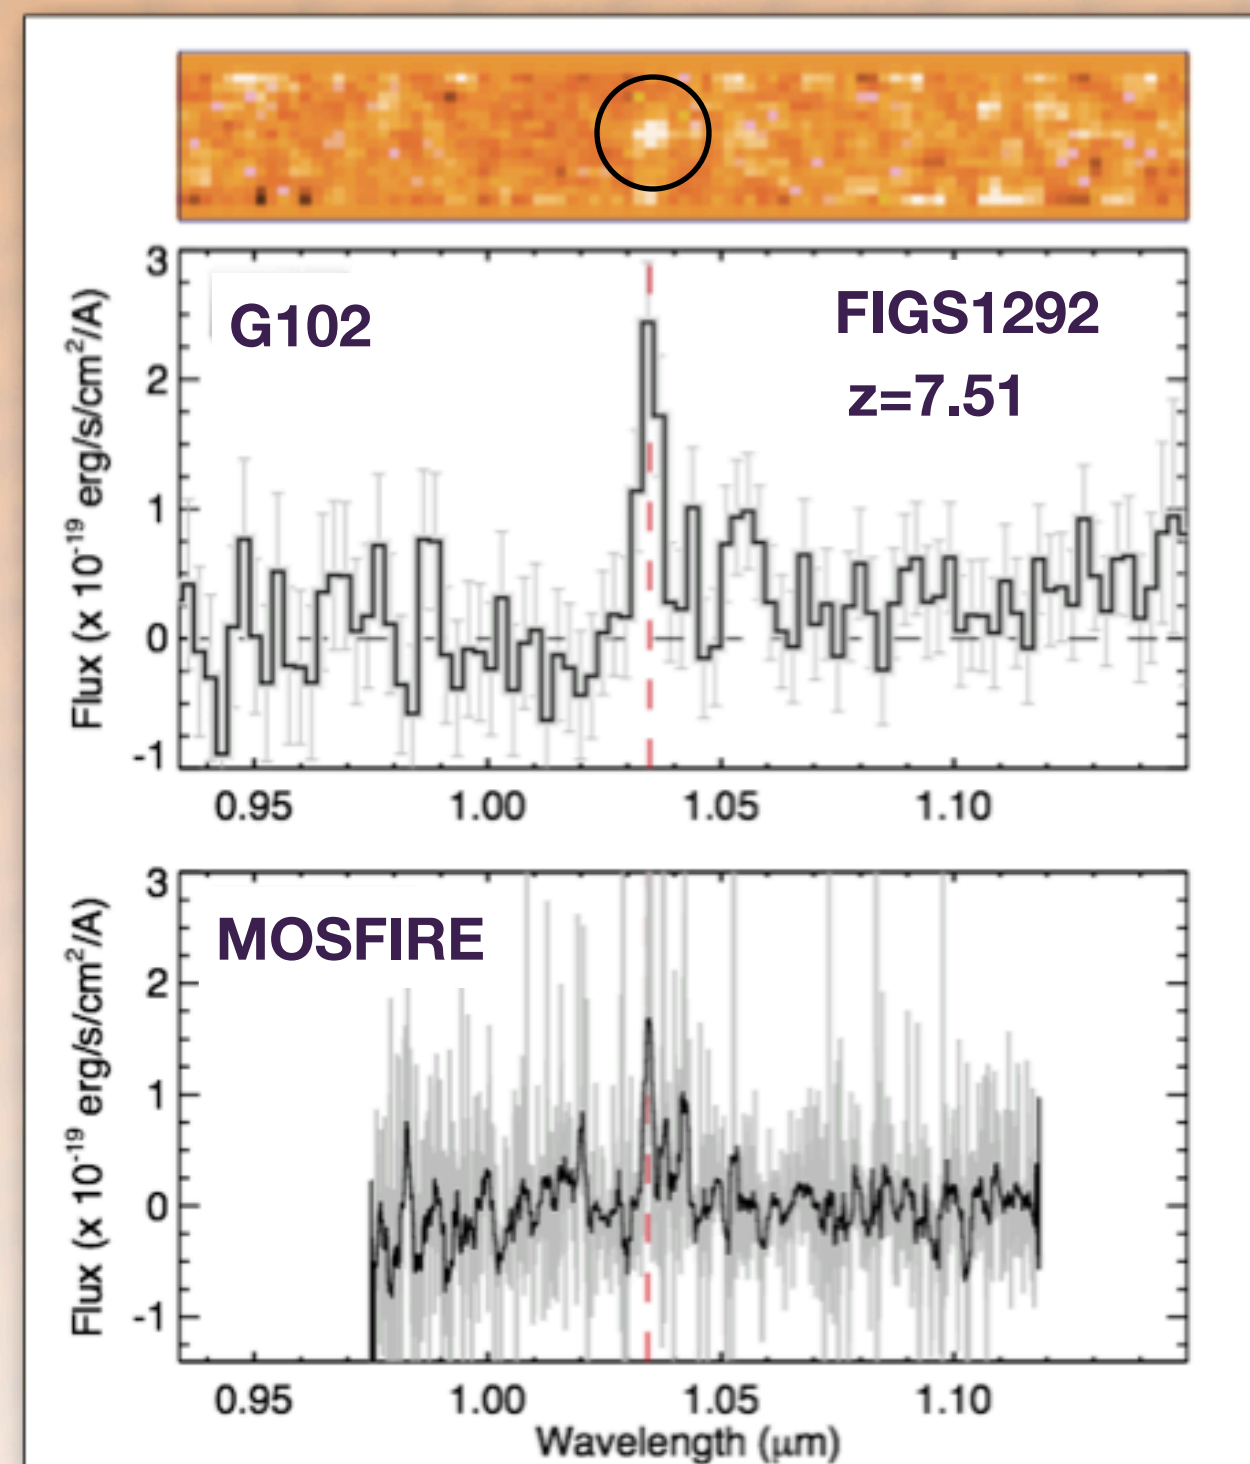 3
G102
FIGS1292
z=7.51
2
1
0
-1
Flux (x 10⁻¹⁹ erg/s/cm²/A)
0.95 1.00 1.05 1.10
3
MOSFIRE
2
1
0
-1
Flux (x 10⁻¹⁹ erg/s/cm²/A)
0.95 1.00 1.05 1.10
Wavelength (μm)